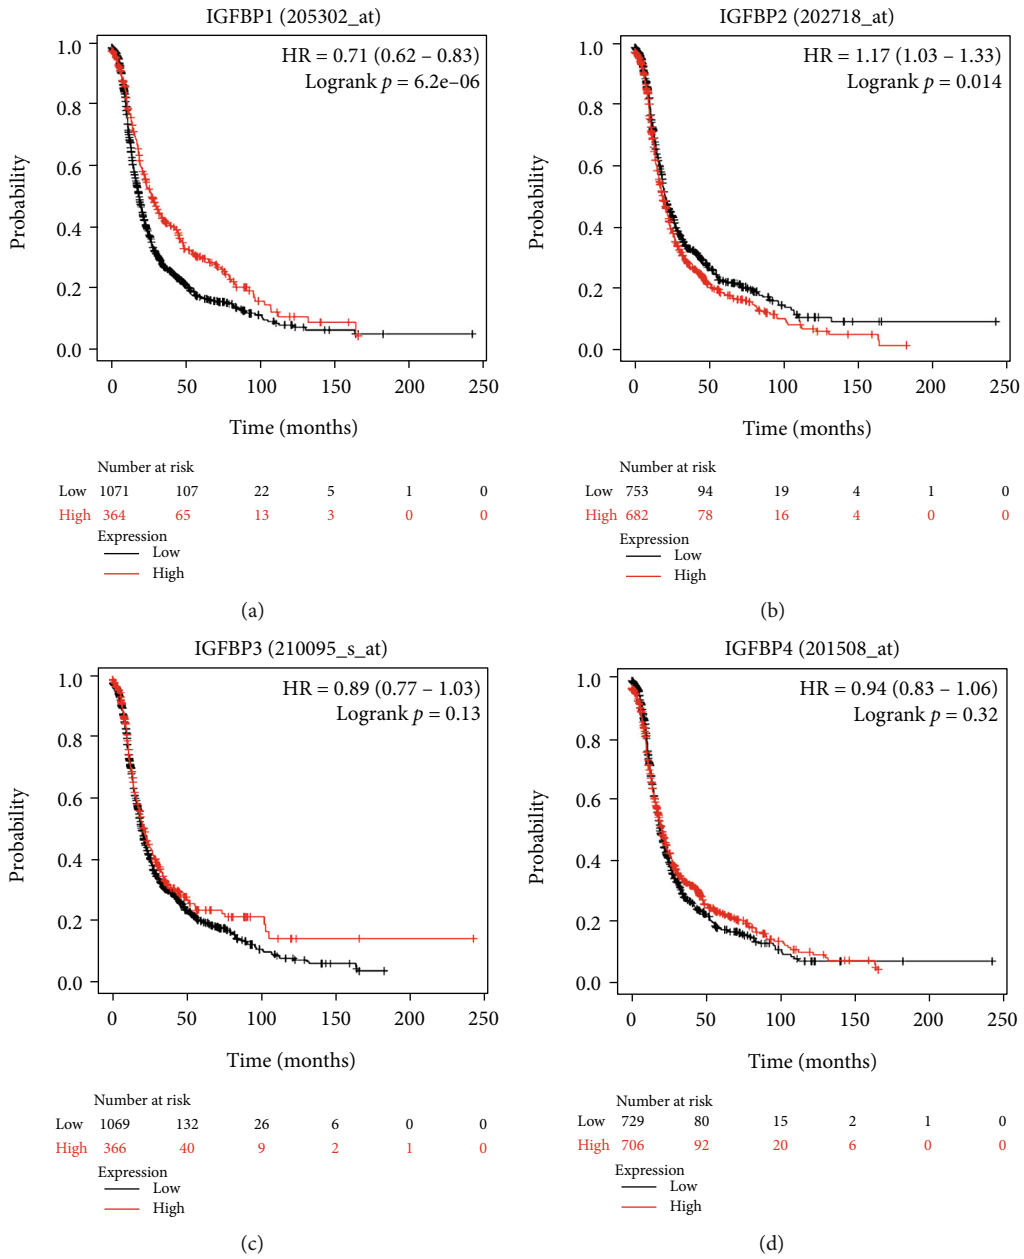 IGFBP1 (205302_at)
HR = 0.71 (0.62 – 0.83)
Logrank p = 6.2e–06
Probability
1.0
0.8
0.6
0.4
0.2
0.0
0 50 100 150 200 250
Time (months)
Number at risk
Low 1071 107 22 5 1 0
High 364 65 13 3 0 0
Expression
Low
High
(a)
IGFBP2 (202718_at)
HR = 1.17 (1.03 – 1.33)
Logrank p = 0.014
Probability
1.0
0.8
0.6
0.4
0.2
0.0
0 50 100 150 200 250
Time (months)
Number at risk
Low 753 94 19 4 1 0
High 682 78 16 4 0 0
Expression
Low
High
(b)
IGFBP3 (210095_s_at)
HR = 0.89 (0.77 – 1.03)
Logrank p = 0.13
Probability
1.0
0.8
0.6
0.4
0.2
0.0
0 50 100 150 200 250
Time (months)
Number at risk
Low 1069 132 26 6 0 0
High 366 40 9 2 1 0
Expression
Low
High
(c)
IGFBP4 (201508_at)
HR = 0.94 (0.83 – 1.06)
Logrank p = 0.32
Probability
1.0
0.8
0.6
0.4
0.2
0.0
0 50 100 150 200 250
Time (months)
Number at risk
Low 729 80 15 2 1 0
High 706 92 20 6 0 0
Expression
Low
High
(d)